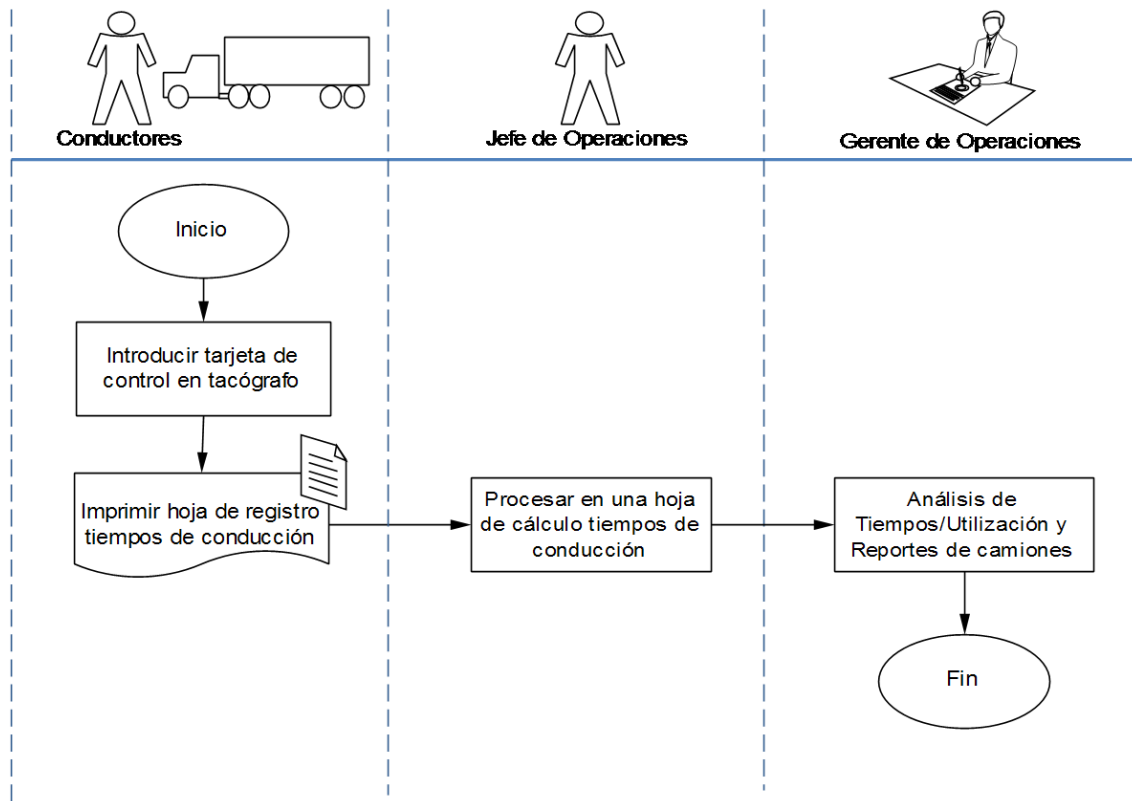 Conductores
Jefe de Operaciones
Gerente de Operaciones
Inicio
Introducir tarjeta de
control en tacógrafo
Imprimir hoja de registro
tiempos de conducción
Procesar en una hoja
de cálculo tiempos de
conducción
Análisis de
Tiempos/Utilización y
Reportes de camiones
Fin